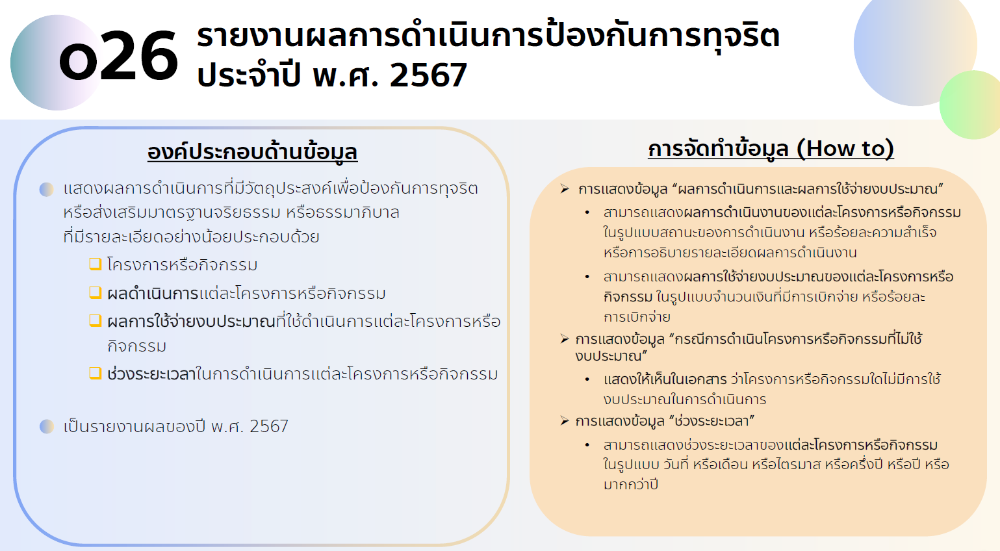 o26
รายงานผลการดำเนินการป้องกันการทุจริต
ประจำปี พ.ศ. 2567
องค์ประกอบด้านข้อมูล
แสดงผลการดำเนินการที่มีวัตถุประสงค์เพื่อป้องกันการทุจริต
หรือส่งเสริมมาตรฐานจริยธรรม หรือธรรมาภิบาล
ที่มีรายละเอียดอย่างน้อยประกอบด้วย
❑ โครงการหรือกิจกรรม
❑ ผลดำเนินการแต่ละโครงการหรือกิจกรรม
❑ ผลการใช้จ่ายงบประมาณที่ใช้ดำเนินการแต่ละโครงการหรือ
กิจกรรม
❑ ช่วงระยะเวลาในการดำเนินการแต่ละโครงการหรือกิจกรรม
เป็นรายงานผลของปี พ.ศ. 2567
การจัดทำข้อมูล (How to)
➢ การแสดงข้อมูล “ผลการดำเนินการและผลการใช้จ่ายงบประมาณ”
• สามารถแสดงผลการดำเนินงานของแต่ละโครงการหรือกิจกรรม
ในรูปแบบสถานะของการดำเนินงาน หรือร้อยละความสำเร็จ
หรือการอธิบายรายละเอียดผลการดำเนินงาน
• สามารถแสดงผลการใช้จ่ายงบประมาณของแต่ละโครงการหรือ
กิจกรรม ในรูปแบบจำนวนเงินที่มีการเบิกจ่าย หรือร้อยละ
การเบิกจ่าย
➢ การแสดงข้อมูล “กรณีการดำเนินโครงการหรือกิจกรรมที่ไม่ใช้
งบประมาณ”
• แสดงให้เห็นในเอกสาร ว่าโครงการหรือกิจกรรมใดไม่มีการใช้
งบประมาณในการดำเนินการ
➢ การแสดงข้อมูล “ช่วงระยะเวลา”
• สามารถแสดงช่วงระยะเวลาของแต่ละโครงการหรือกิจกรรม
ในรูปแบบ วันที่ หรือเดือน หรือไตรมาส หรือครึ่งปี หรือปี หรือ
มากกว่าปี